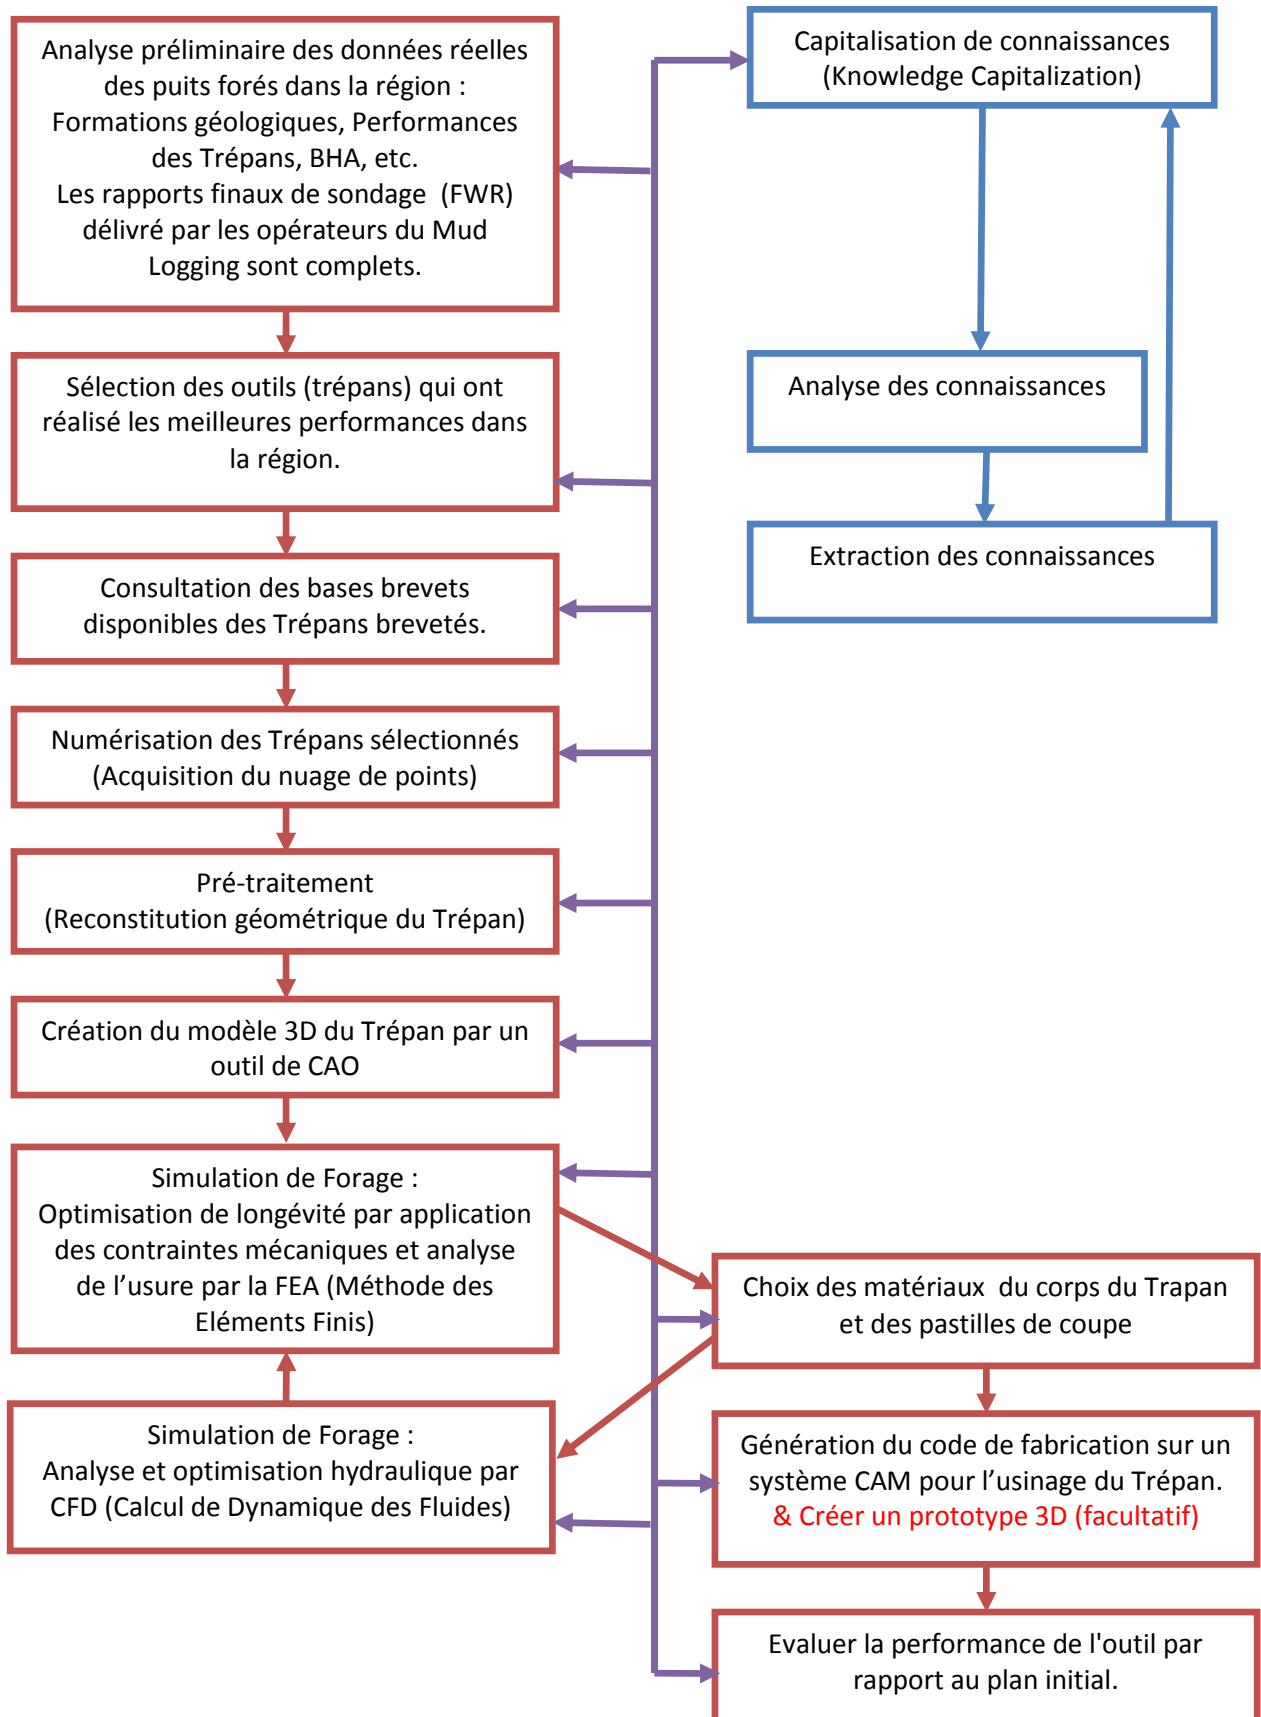 Analyse préliminaire des données réelles
des puits forés dans la région :
Formations géologiques, Performances
des Trépans, BHA, etc.
Les rapports finaux de sondage (FWR)
délivré par les opérateurs du Mud
Logging sont complets.
Sélection des outils (trépans) qui ont
réalisé les meilleures performances dans
la région.
Consultation des bases brevets
disponibles des Trépans brevetés.
Numérisation des Trépans sélectionnés
(Acquisition du nuage de points)
Pré-traitement
(Reconstitution géométrique du Trépan)
Création du modèle 3D du Trépan par un
outil de CAO
Simulation de Forage :
Optimisation de longévité par application
des contraintes mécaniques et analyse
de l’usure par la FEA (Méthode des
Eléments Finis)
Simulation de Forage :
Analyse et optimisation hydraulique par
CFD (Calcul de Dynamique des Fluides)
Capitalisation de connaissances
(Knowledge Capitalization)
Analyse des connaissances
Extraction des connaissances
Choix des matériaux du corps du Trapan
et des pastilles de coupe
Génération du code de fabrication sur un
système CAM pour l’usinage du Trépan.
& Créer un prototype 3D (facultatif)
Evaluer la performance de l'outil par
rapport au plan initial.